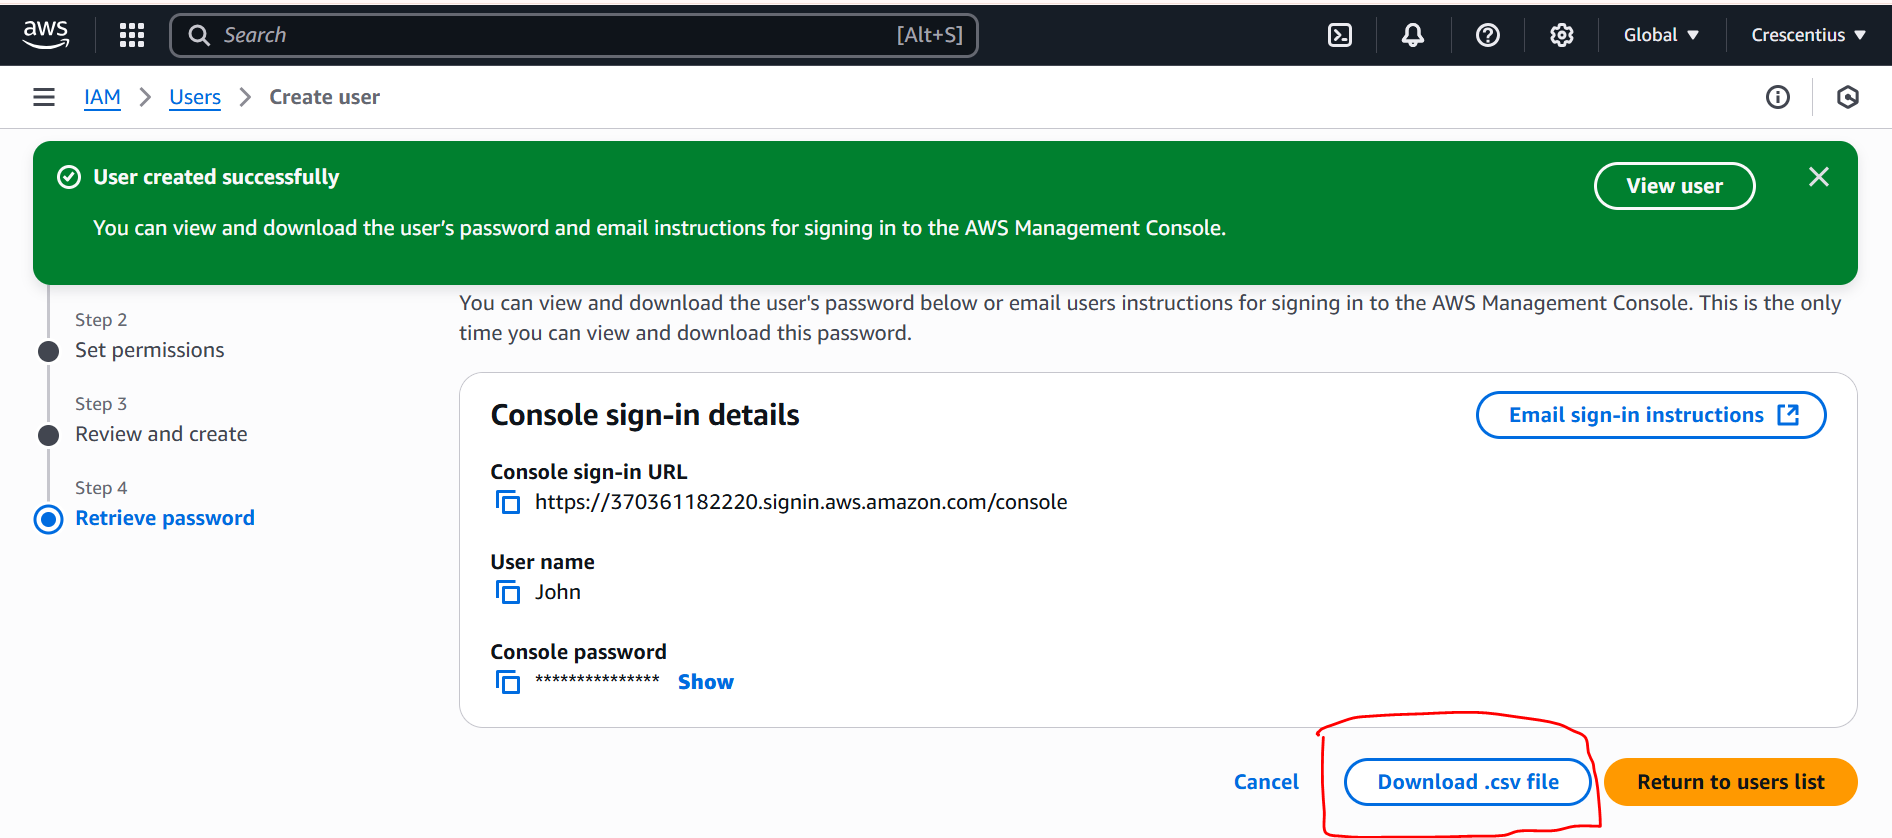 aws
Search [Alt+S]
Global ▼ Crescentius ▼
IAM > Users > Create user
User created successfully
View user
You can view and download the user's password and email instructions for signing in to the AWS Management Console.
You can view and download the user's password below or email users instructions for signing in to the AWS Management Console. This is the only
time you can view and download this password.
Step 2
Set permissions
Step 3
Review and create
Step 4
Retrieve password
Console sign-in details
Email sign-in instructions
Console sign-in URL
https://370361182220.signin.aws.amazon.com/console
User name
John
Console password
*************** Show
Cancel
Download .csv file
Return to users list